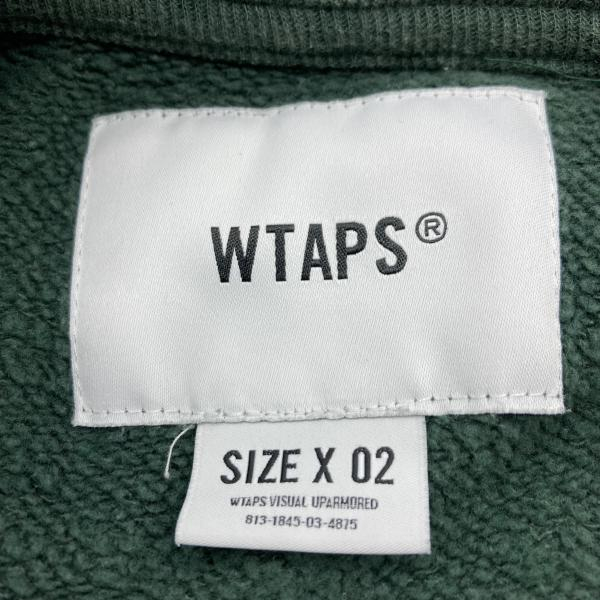 WTAPS®
SIZE X 02
WTAPS VISUAL UPARMORED
813-1845-03-4875